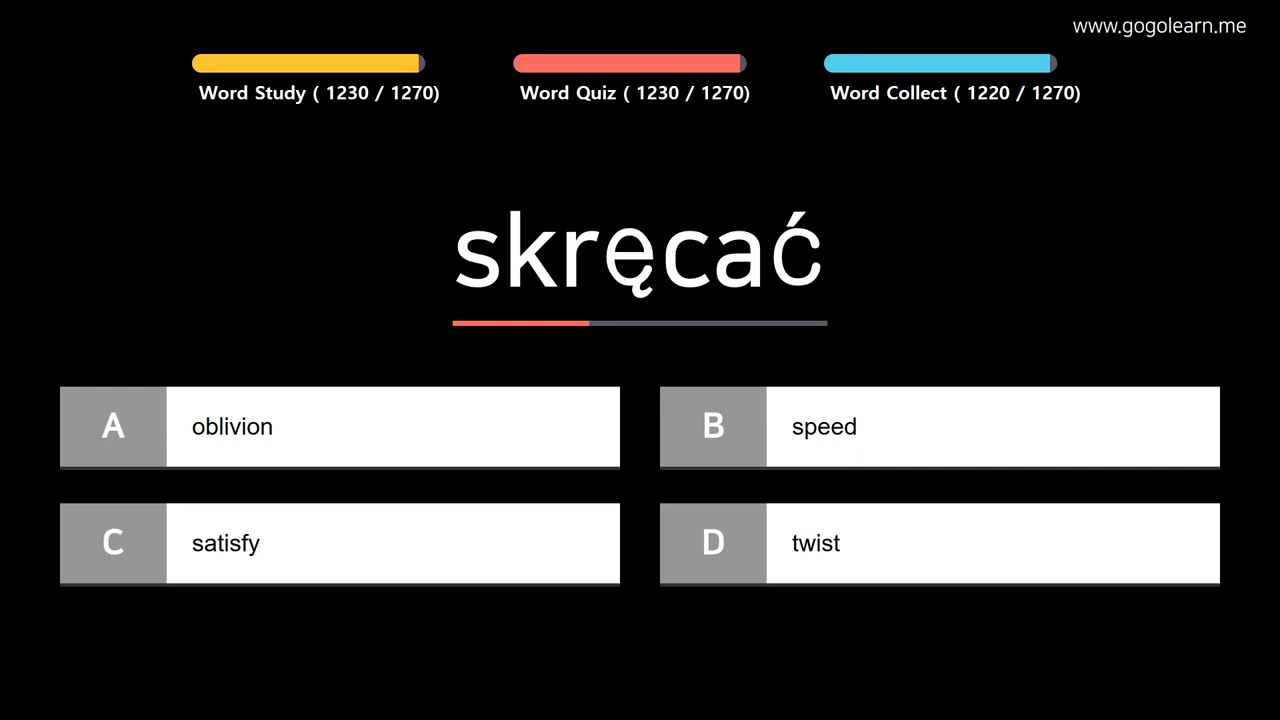 www.gogolearn.me
Word Study ( 1230 / 1270)
Word Quiz ( 1230 / 1270)
Word Collect ( 1220 / 1270)
skręcać
A oblivion
B speed
C satisfy
D twist